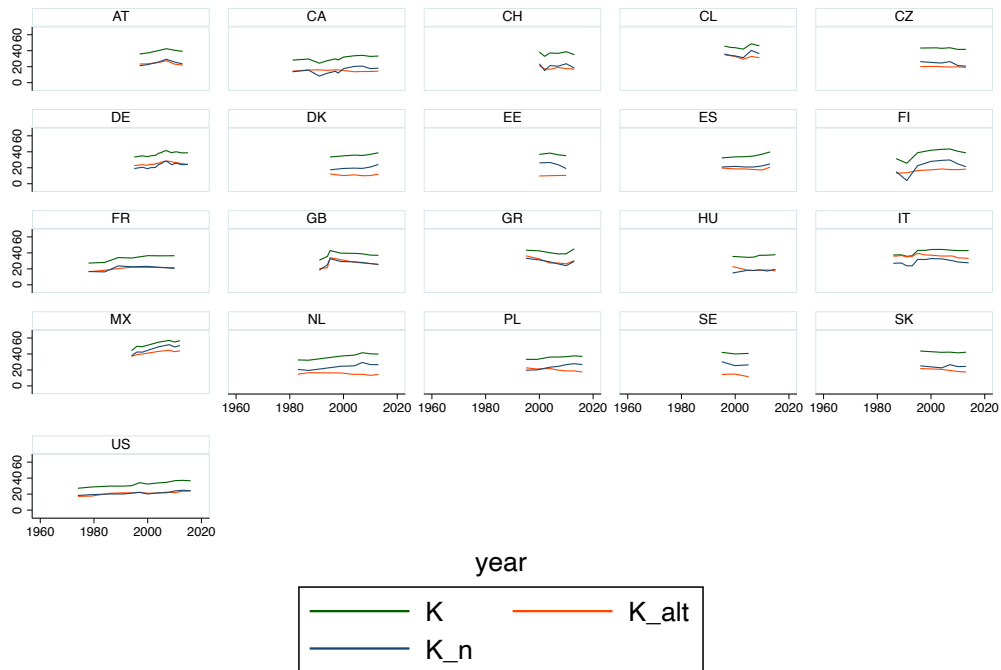 AT CA CH CL CZ
0 20 40 60
DE DK EE ES FI
0 20 40 60
FR GB GR HU IT
0 20 40 60
MX NL PL SE SK
0 20 40 60
1960 1980 2000 2020 1960 1980 2000 2020 1960 1980 2000 2020 1960 1980 2000 2020
US
0 20 40 60
1960 1980 2000 2020
year
K K_alt
K_n